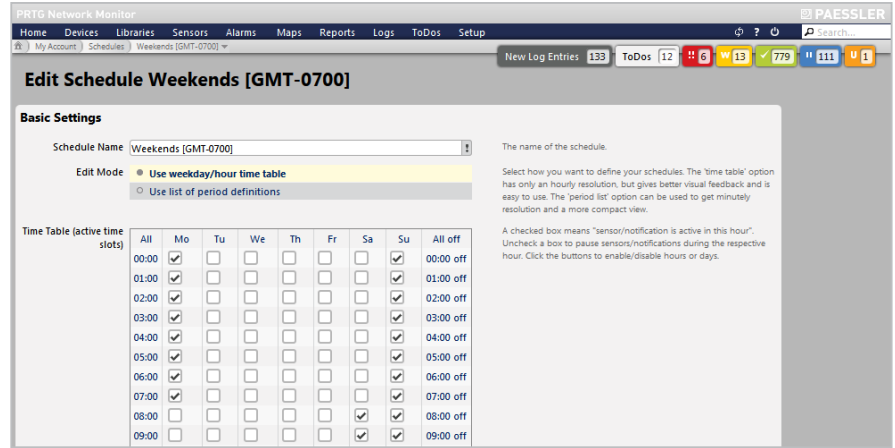 PRTG Network Monitor
PAESSLER
Home Devices Libraries Sensors Alarms Maps Reports Logs ToDos Setup ? Search...
My Account Schedules Weekends [GMT-0700]
New Log Entries 133 ToDos 12 !! 6 W 13 779 111 U 1
Edit Schedule Weekends [GMT-0700]
Basic Settings
Schedule Name Weekends [GMT-0700]
The name of the schedule.
Edit Mode
Use weekday/hour time table
Use list of period definitions
Select how you want to define your schedules. The 'time table' option
has only an hourly resolution, but gives better visual feedback and is
easy to use. The 'period list' option can be used to get minutely
resolution and a more compact view.
Time Table (active time
slots)
All Mo Tu We Th Fr Sa Su All off
00:00 00:00 off
01:00 01:00 off
02:00 02:00 off
03:00 03:00 off
04:00 04:00 off
05:00 05:00 off
06:00 06:00 off
07:00 07:00 off
08:00 08:00 off
09:00 09:00 off
A checked box means "sensor/notification is active in this hour".
Uncheck a box to pause sensors/notifications during the respective
hour. Click the buttons to enable/disable hours or days.